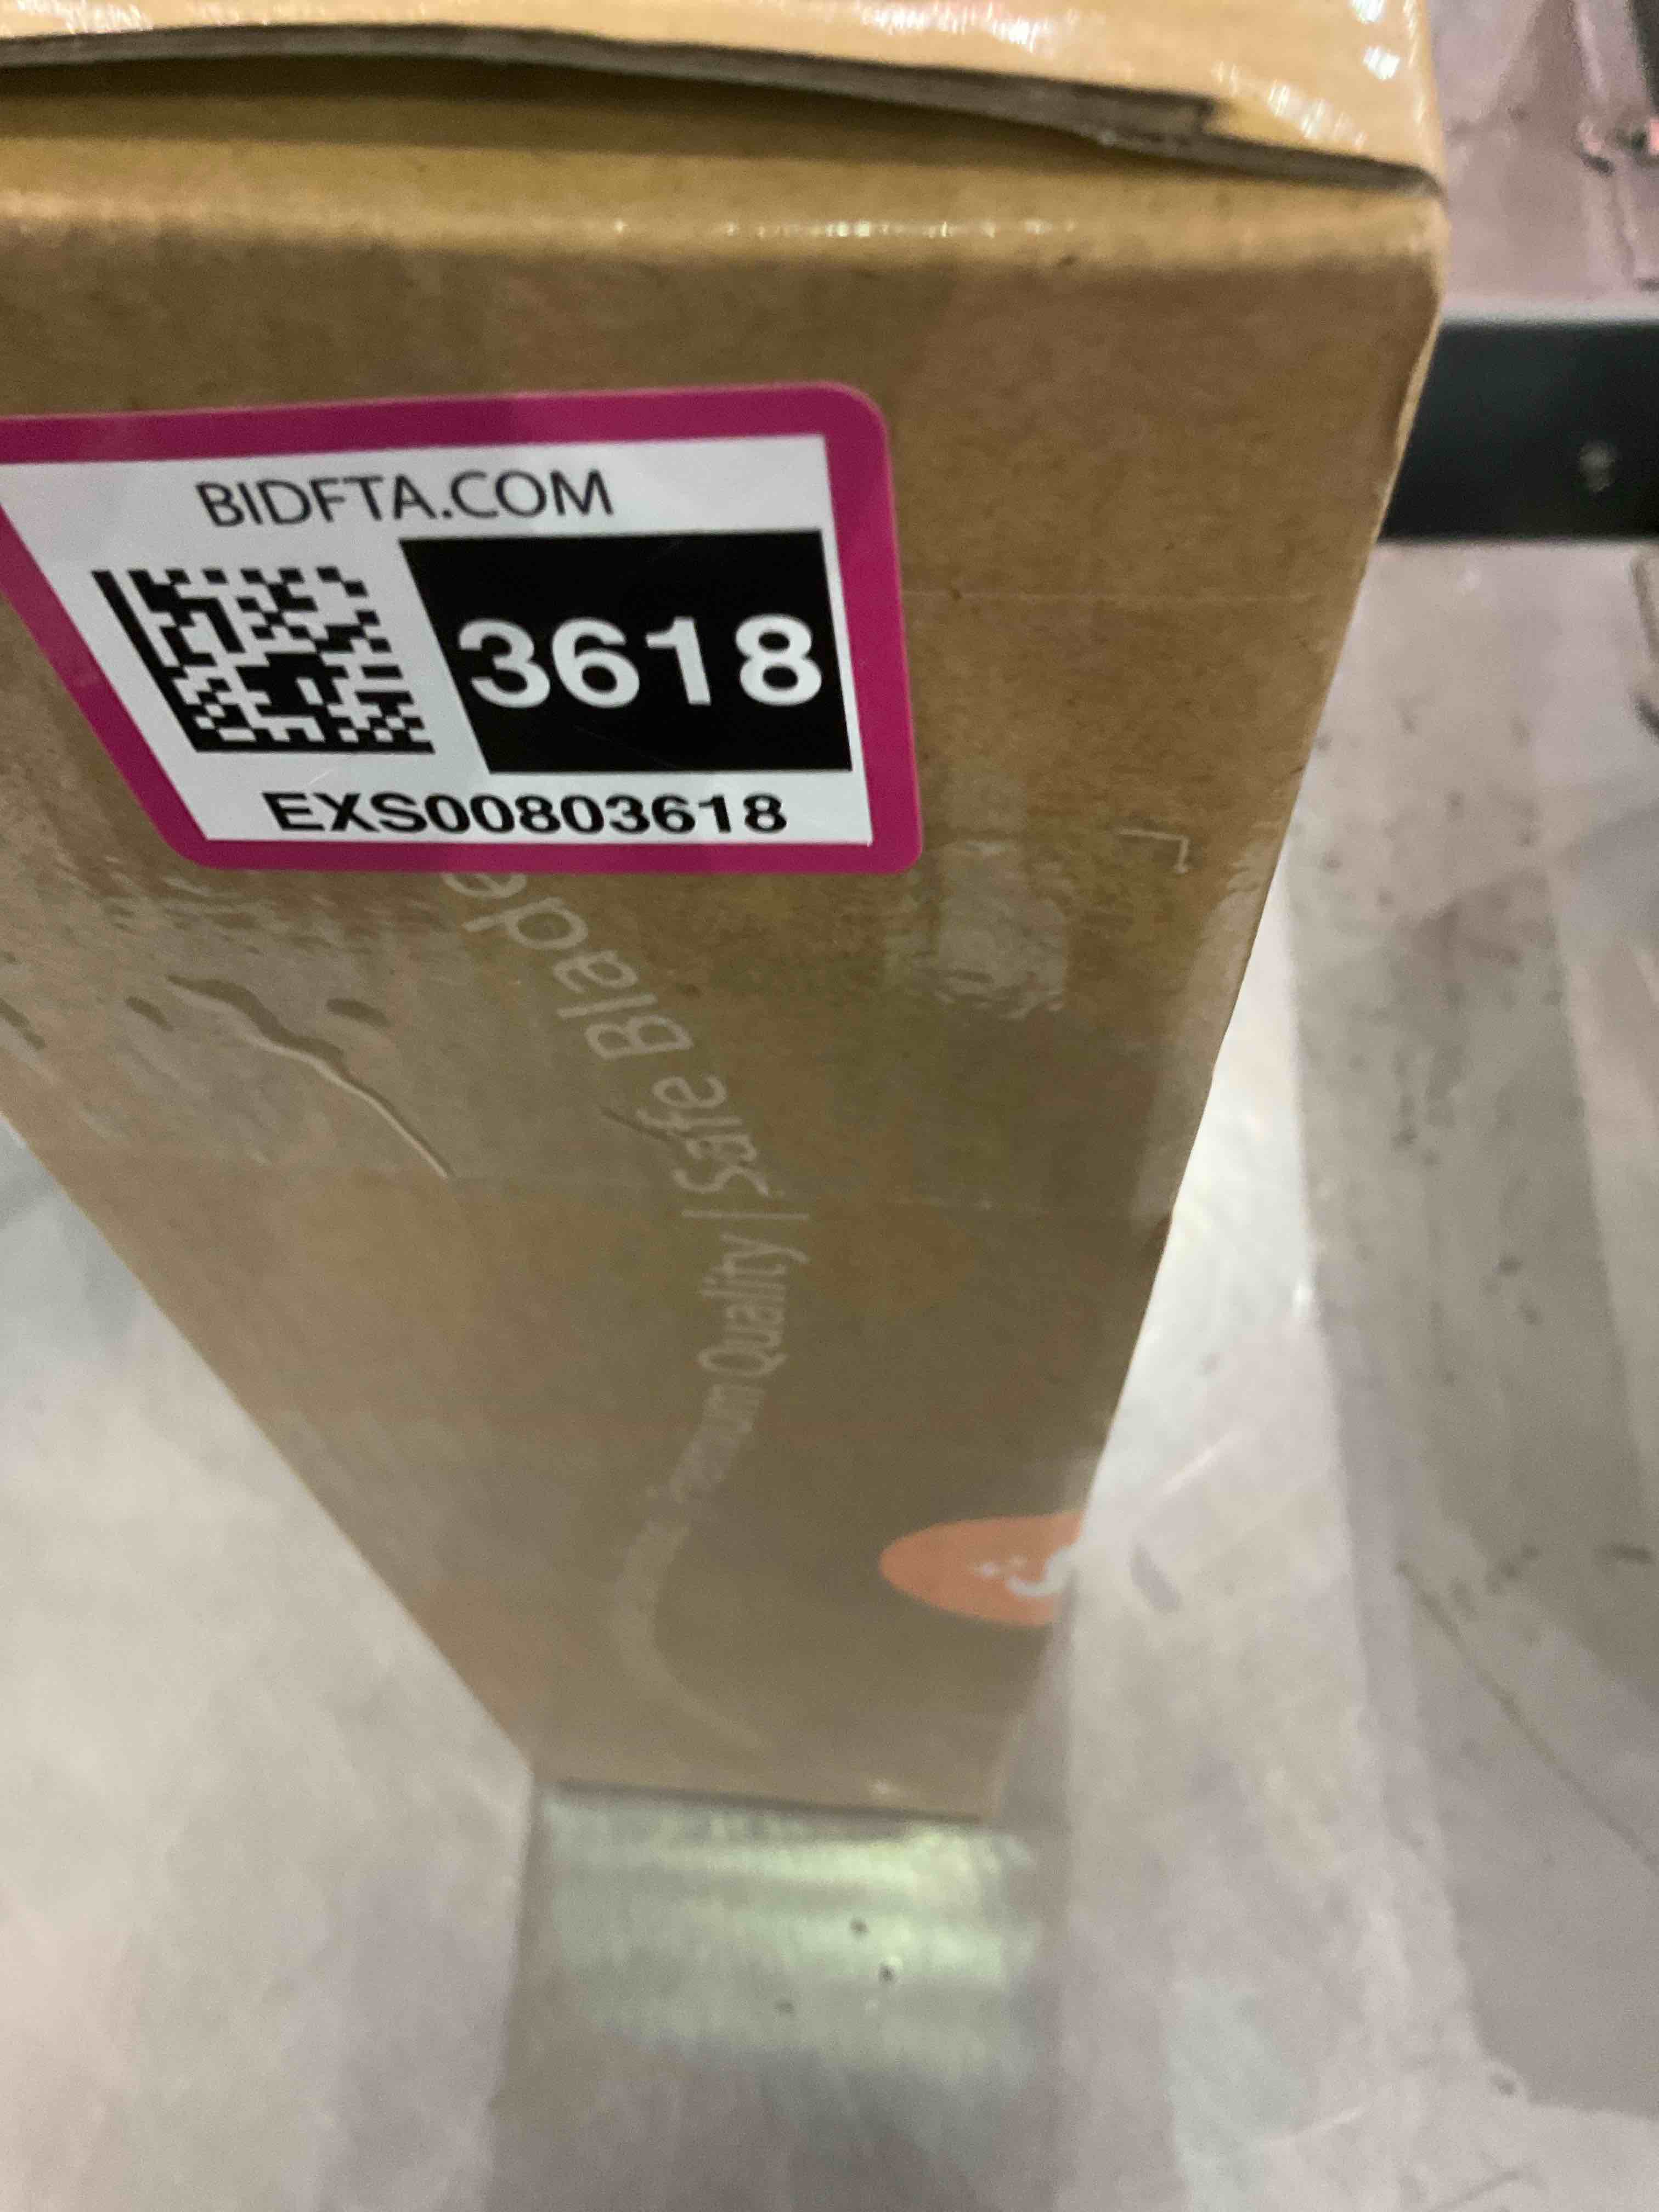 BIDFTA.COM
3618
EXS00803618
Quality | Safe Blade